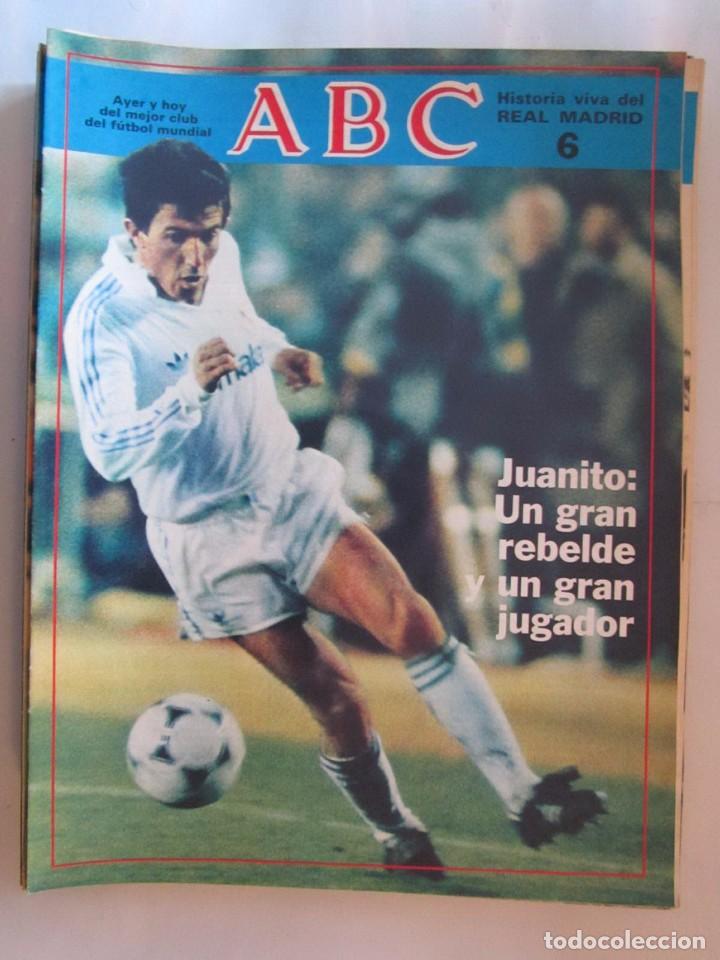 Ayer y hoy
del mejor club
del fútbol mundial
ABC
Historia viva del
REAL MADRID
6
Juanito:
Un gran
rebelde
y un gran
jugador
todocoleccion.net